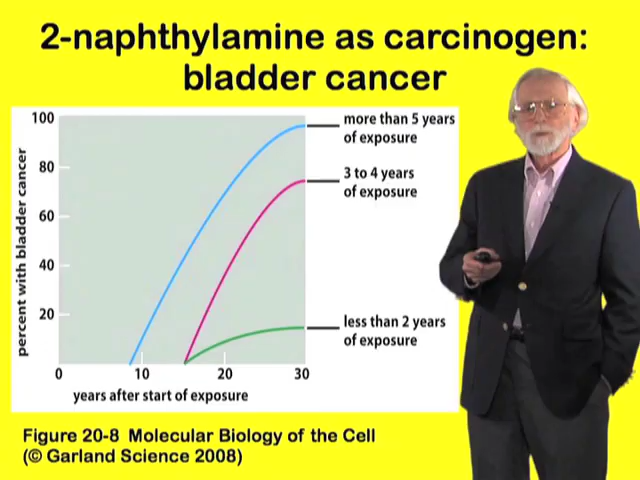 2-naphthylamine as carcinogen:
bladder cancer
100
80
60
40
20
0
10
20
30
percent with bladder cancer
years after start of exposure
more than 5 years
of exposure
3 to 4 years
of exposure
less than 2 years
of exposure
Figure 20-8 Molecular Biology of the Cell
(© Garland Science 2008)